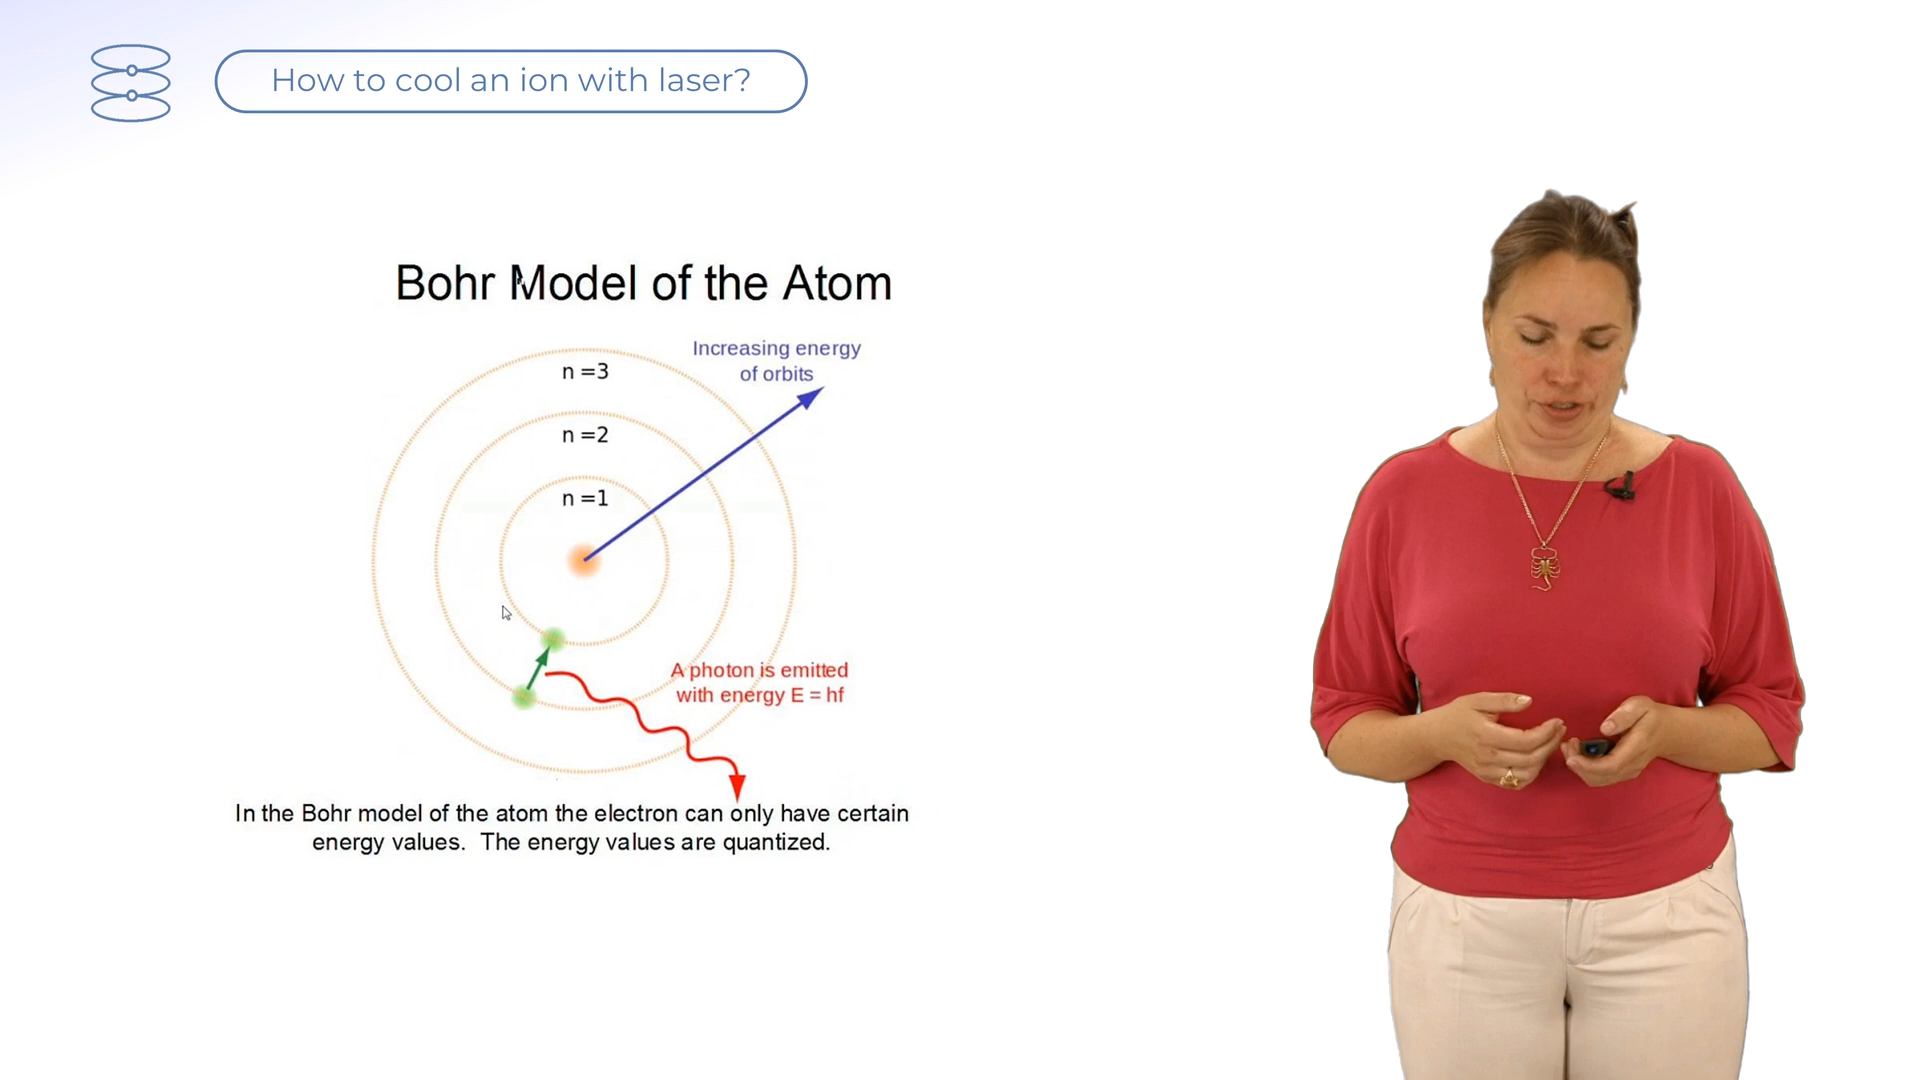 How to cool an ion with laser?
Bohr Model of the Atom
Increasing energy
of orbits
n =3
n =2
n =1
A photon is emitted
with energy E = hf
In the Bohr model of the atom the electron can only have certain
energy values.  The energy values are quantized.